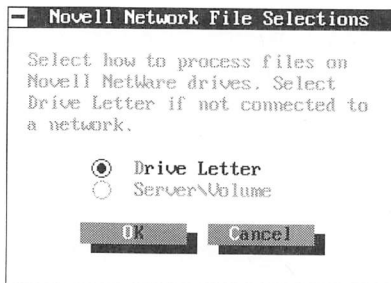 Novell Network File Selections
Select how to process files on
Novell NetWare drives. Select
Drive Letter if not connected to
a network.
Drive Letter
Server\Volume
OK
Cancel